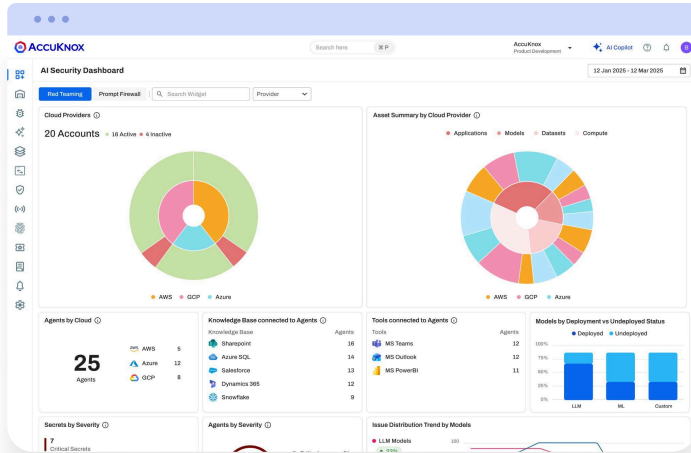 ACCUKNOX
Search here
⌘ P
AccuKnox
Product Development
AI Copilot
B
AI Security Dashboard
12 Jan 2025 - 12 Mar 2025
Red Teaming
Prompt Firewall
Search Widget
Provider
Cloud Providers
20 Accounts
16 Active
6 Inactive
AWS
GCP
Azure
Asset Summary by Cloud Provider
Applications
Models
Datasets
Compute
AWS
GCP
Azure
Agents by Cloud
25
Agents
aws AWS 5
Azure 12
GCP 8
Knowledge Base connected to Agents
Knowledge Base Agents
Sharepoint 16
Azure SQL 14
Salesforce 13
Dynamics 365 12
Snowflake 9
Tools connected to Agents
Tools Agents
MS Teams 12
MS Outlook 12
MS PowerBI 11
Models by Deployment vs Undeployed Status
Deployed
Undeployed
100%
75%
50%
25%
0%
LLM
ML
Custom
Secrets by Severity
7
Critical Secrets
Agents by Severity
Issue Distribution Trend by Models
LLM Models
100